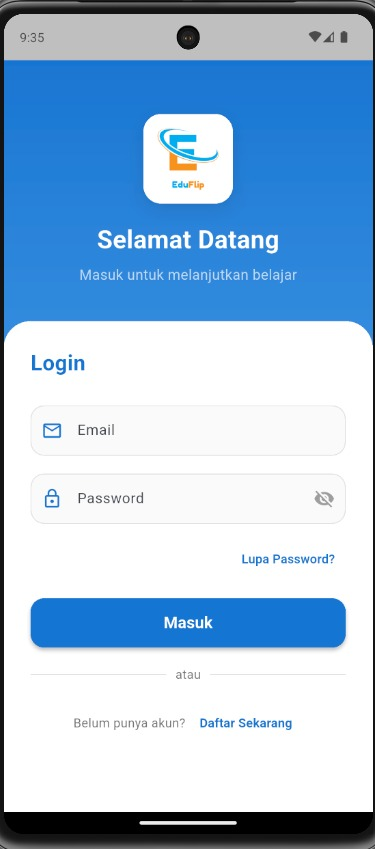 9:35
E
EduFlip
Selamat Datang
Masuk untuk melanjutkan belajar
Login
Email
Password
Lupa Password?
Masuk
atau
Belum punya akun? Daftar Sekarang